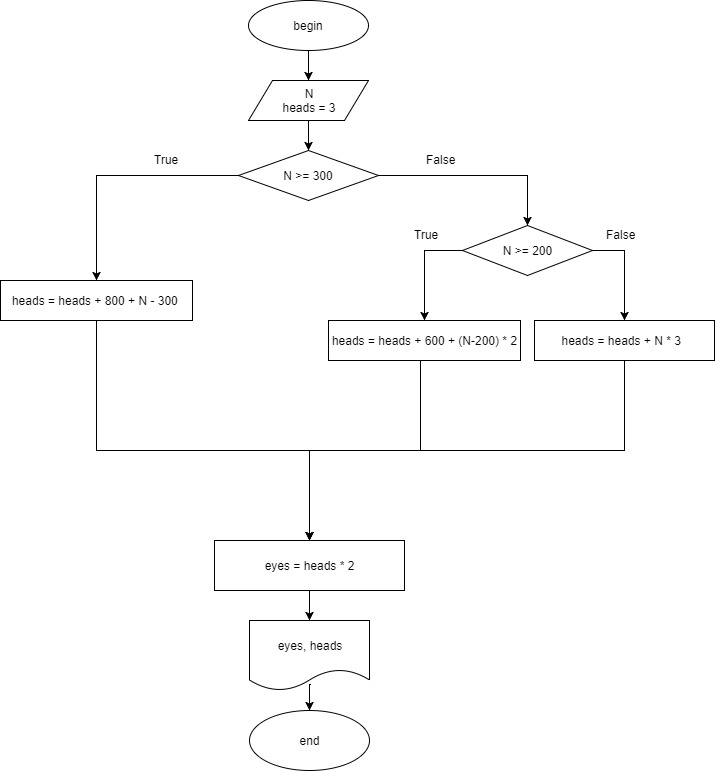 begin
N
heads = 3
True
False
N >= 300
True
False
N >= 200
heads = heads + 800 + N - 300
heads = heads + 600 + (N-200) * 2
heads = heads + N * 3
eyes = heads * 2
eyes, heads
end